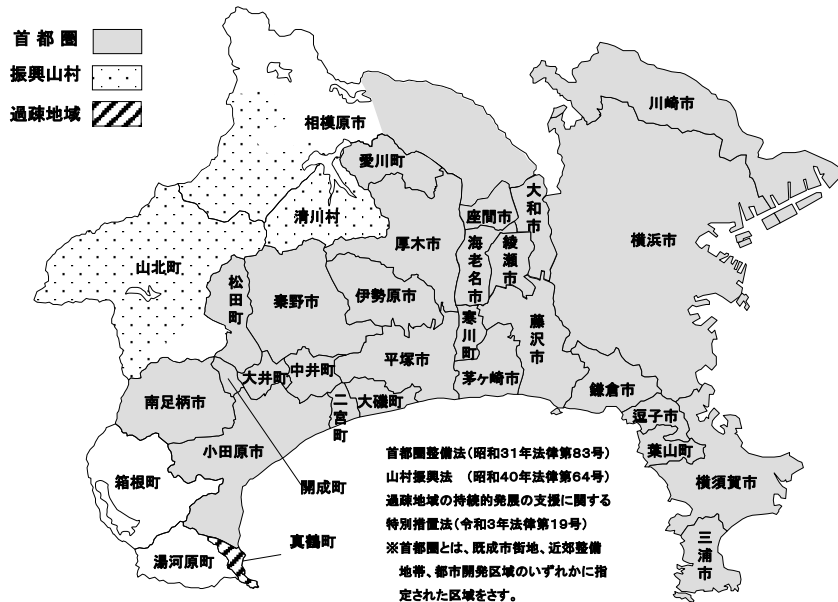 首都圏
振興山村
過疎地域
川崎市
相模原市
愛川町
大和市
座間市
清川村
横浜市
厚木市
海老名市
綾瀬市
山北町
松田町
秦野市
伊勢原市
寒川町
藤沢市
平塚市
中井町
大井町
茅ヶ崎市
鎌倉市
南足柄市
二宮町
大磯町
逗子市
小田原市
葉山町
箱根町
開成町
横須賀市
真鶴町
三浦市
湯河原町
首都圏整備法(昭和31年法律第83号)
山村振興法 (昭和40年法律第64号)
過疎地域の持続的発展の支援に関する
特別措置法(令和3年法律第19号)
※首都圏とは、既成市街地、近郊整備
地帯、都市開発区域のいずれかに指
定された区域をさす。